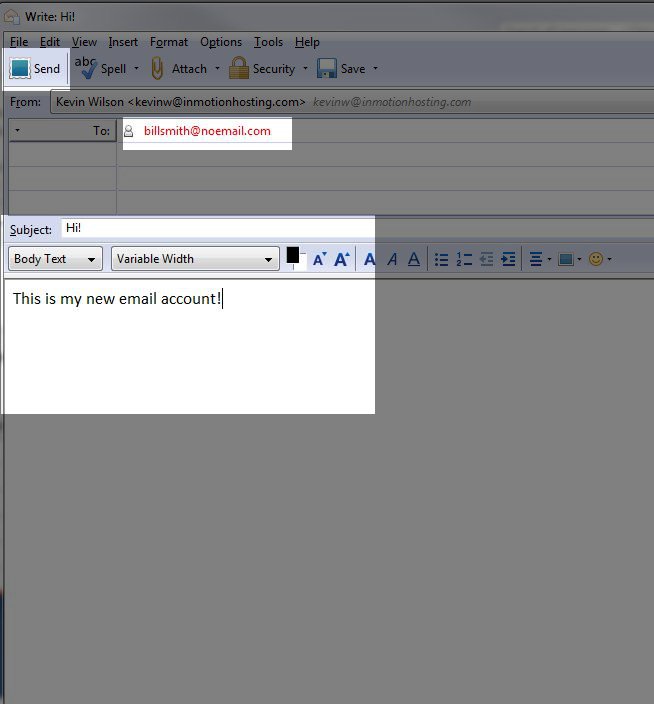 Write: Hi!
File Edit View Insert Format Options Tools Help
Send abc Spell Attach Security Save
From: Kevin Wilson <kevinw@inmotionhosting.com> kevinw@inmotionhosting.com
To: billsmith@noemail.com
Subject: Hi!
Body Text Variable Width A A A A A
This is my new email account!